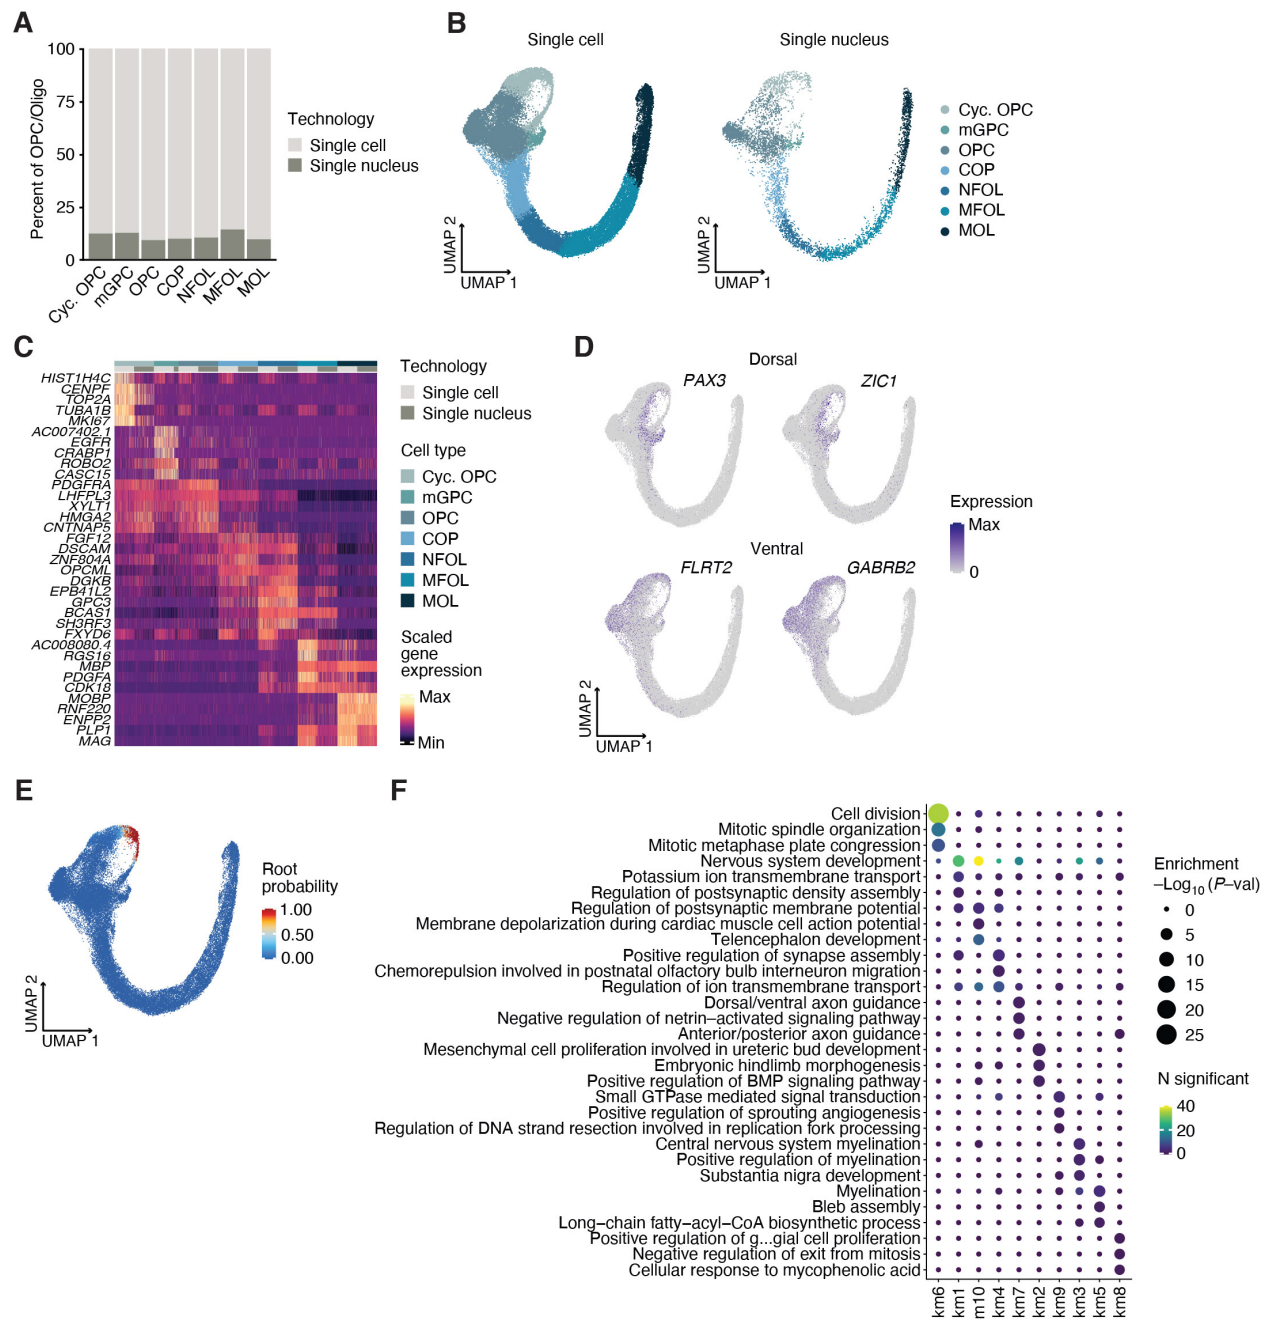 A
100
75
50
25
0
Percent of OPC/Oligo
Cyc. OPC
mGPC
OPC
COP
NFOL
MFOL
MOL
Technology
Single cell
Single nucleus
B
Single cell
Single nucleus
UMAP 2
UMAP 1
UMAP 2
UMAP 1
Cyc. OPC
mGPC
OPC
COP
NFOL
MFOL
MOL
C
HIST1H4C
CENPF
TOP2A
TUBA1B
MKI67
AC007402.1
EGFR
CRABP1
ROBO2
CASC15
PDGFRA
LHFPL3
XYLT1
HMGA2
CNTNAP5
FGF12
DSCAM
ZNF804A
OPCML
DGKB
EPB41L2
GPC3
BCAS1
SH3RF3
FXYD6
AC008080.4
RGS16
MBP
PDGFA
CDK18
MOBP
RNF220
ENPP2
PLP1
MAG
Technology
Single cell
Single nucleus
Cell type
Cyc. OPC
mGPC
OPC
COP
NFOL
MFOL
MOL
Scaled
gene
expression
Max
Min
D
Dorsal
PAX3
ZIC1
Ventral
FLRT2
GABRB2
UMAP 2
UMAP 1
Expression
Max
0
E
UMAP 2
UMAP 1
Root
probability
1.00
0.50
0.00
F
Cell division
Mitotic spindle organization
Mitotic metaphase plate congression
Nervous system development
Potassium ion transmembrane transport
Regulation of postsynaptic density assembly
Regulation of postsynaptic membrane potential
Membrane depolarization during cardiac muscle cell action potential
Telencephalon development
Positive regulation of synapse assembly
Chemorepulsion involved in postnatal olfactory bulb interneuron migration
Regulation of ion transmembrane transport
Dorsal/ventral axon guidance
Negative regulation of netrin–activated signaling pathway
Anterior/posterior axon guidance
Mesenchymal cell proliferation involved in ureteric bud development
Embryonic hindlimb morphogenesis
Positive regulation of BMP signaling pathway
Small GTPase mediated signal transduction
Positive regulation of sprouting angiogenesis
Regulation of DNA strand resection involved in replication fork processing
Central nervous system myelination
Positive regulation of myelination
Substantia nigra development
Myelination
Bleb assembly
Long–chain fatty–acyl–CoA biosynthetic process
Positive regulation of g...gial cell proliferation
Negative regulation of exit from mitosis
Cellular response to mycophenolic acid
km6
km1
m10
km4
km7
km2
km9
km3
km5
km8
Enrichment
–Log10 (P–val)
0
5
10
15
20
25
N significant
40
20
0